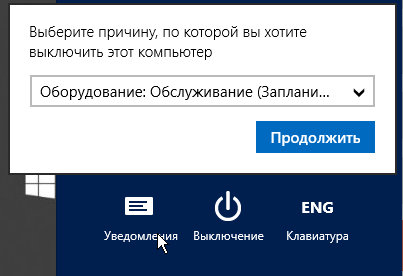 Выберите причину, по которой вы хотите
выключить этот компьютер
Оборудование: Обслуживание (Заплани...
Продолжить
ENG
Уведомления Выключение Клавиатура